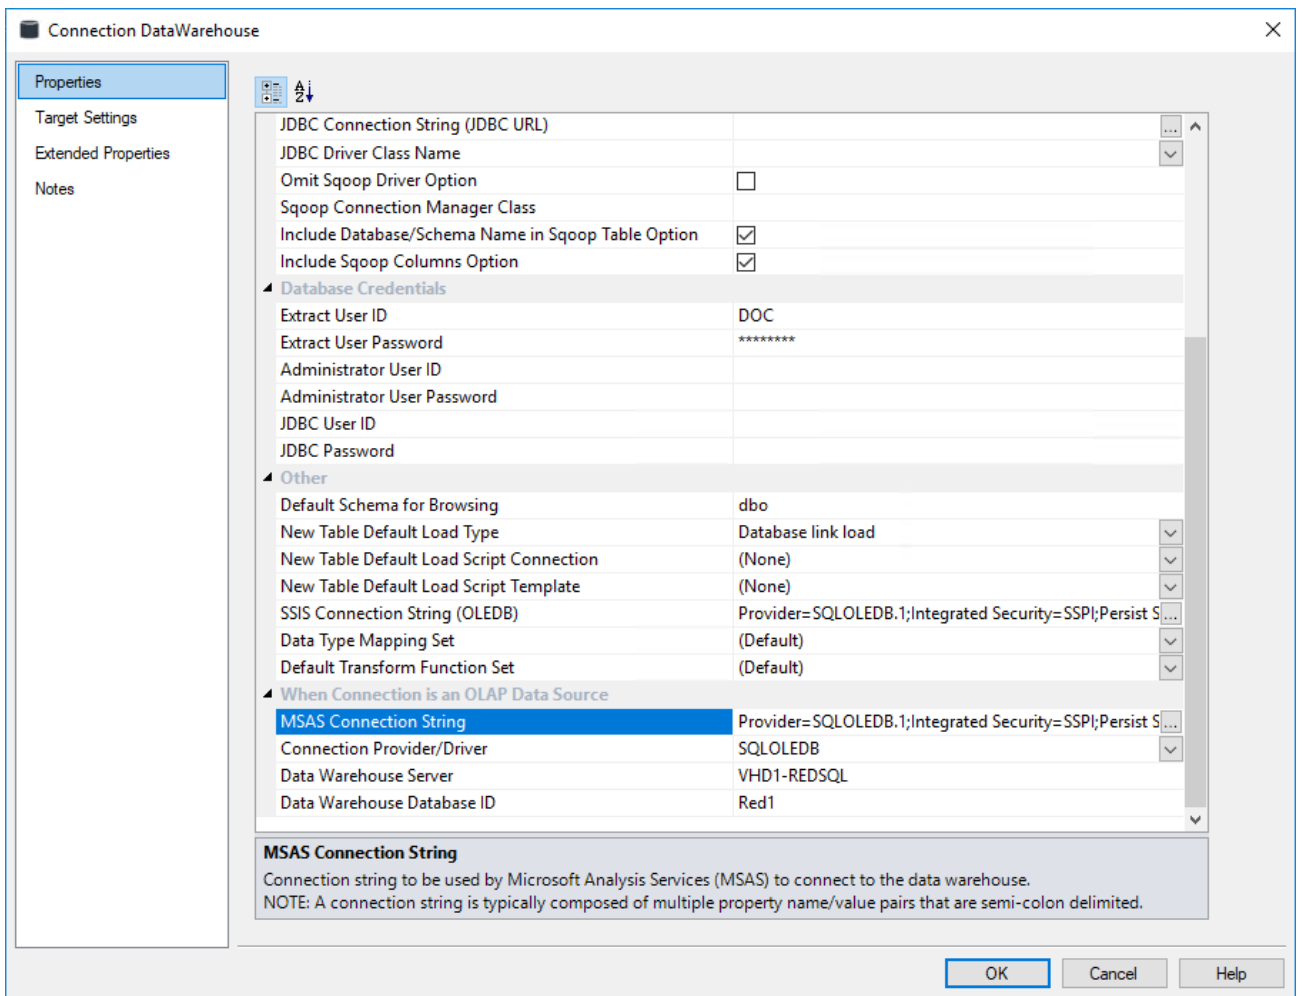 Connection DataWarehouse
Properties
Target Settings
Extended Properties
Notes
JDBC Connection String (JDBC URL) ...
JDBC Driver Class Name
Omit Sqoop Driver Option
Sqoop Connection Manager Class
Include Database/Schema Name in Sqoop Table Option
Include Sqoop Columns Option
Database Credentials
Extract User ID DOC
Extract User Password ********
Administrator User ID
Administrator User Password
JDBC User ID
JDBC Password
Other
Default Schema for Browsing dbo
New Table Default Load Type Database link load
New Table Default Load Script Connection (None)
New Table Default Load Script Template (None)
SSIS Connection String (OLEDB) Provider=SQLOLEDB.1;Integrated Security=SSPI;Persist S...
Data Type Mapping Set (Default)
Default Transform Function Set (Default)
When Connection is an OLAP Data Source
MSAS Connection String Provider=SQLOLEDB.1;Integrated Security=SSPI;Persist S...
Connection Provider/Driver SQLOLEDB
Data Warehouse Server VHD1-REDSQL
Data Warehouse Database ID Red1
MSAS Connection String
Connection string to be used by Microsoft Analysis Services (MSAS) to connect to the data warehouse.
NOTE: A connection string is typically composed of multiple property name/value pairs that are semi-colon delimited.
OK Cancel Help